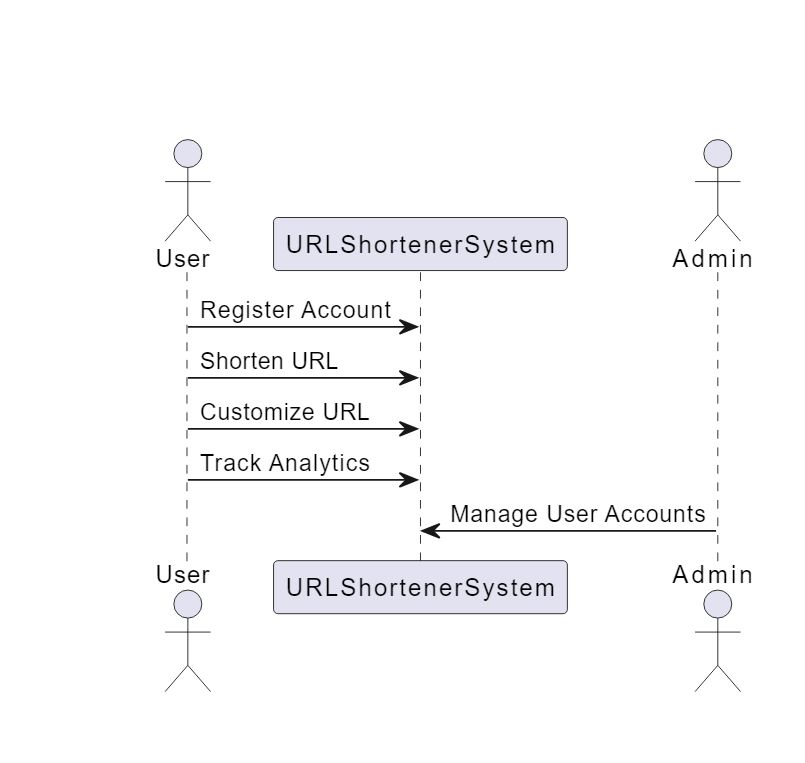 User
URLShortenerSystem
Admin
Register Account
Shorten URL
Customize URL
Track Analytics
Manage User Accounts
User
URLShortenerSystem
Admin